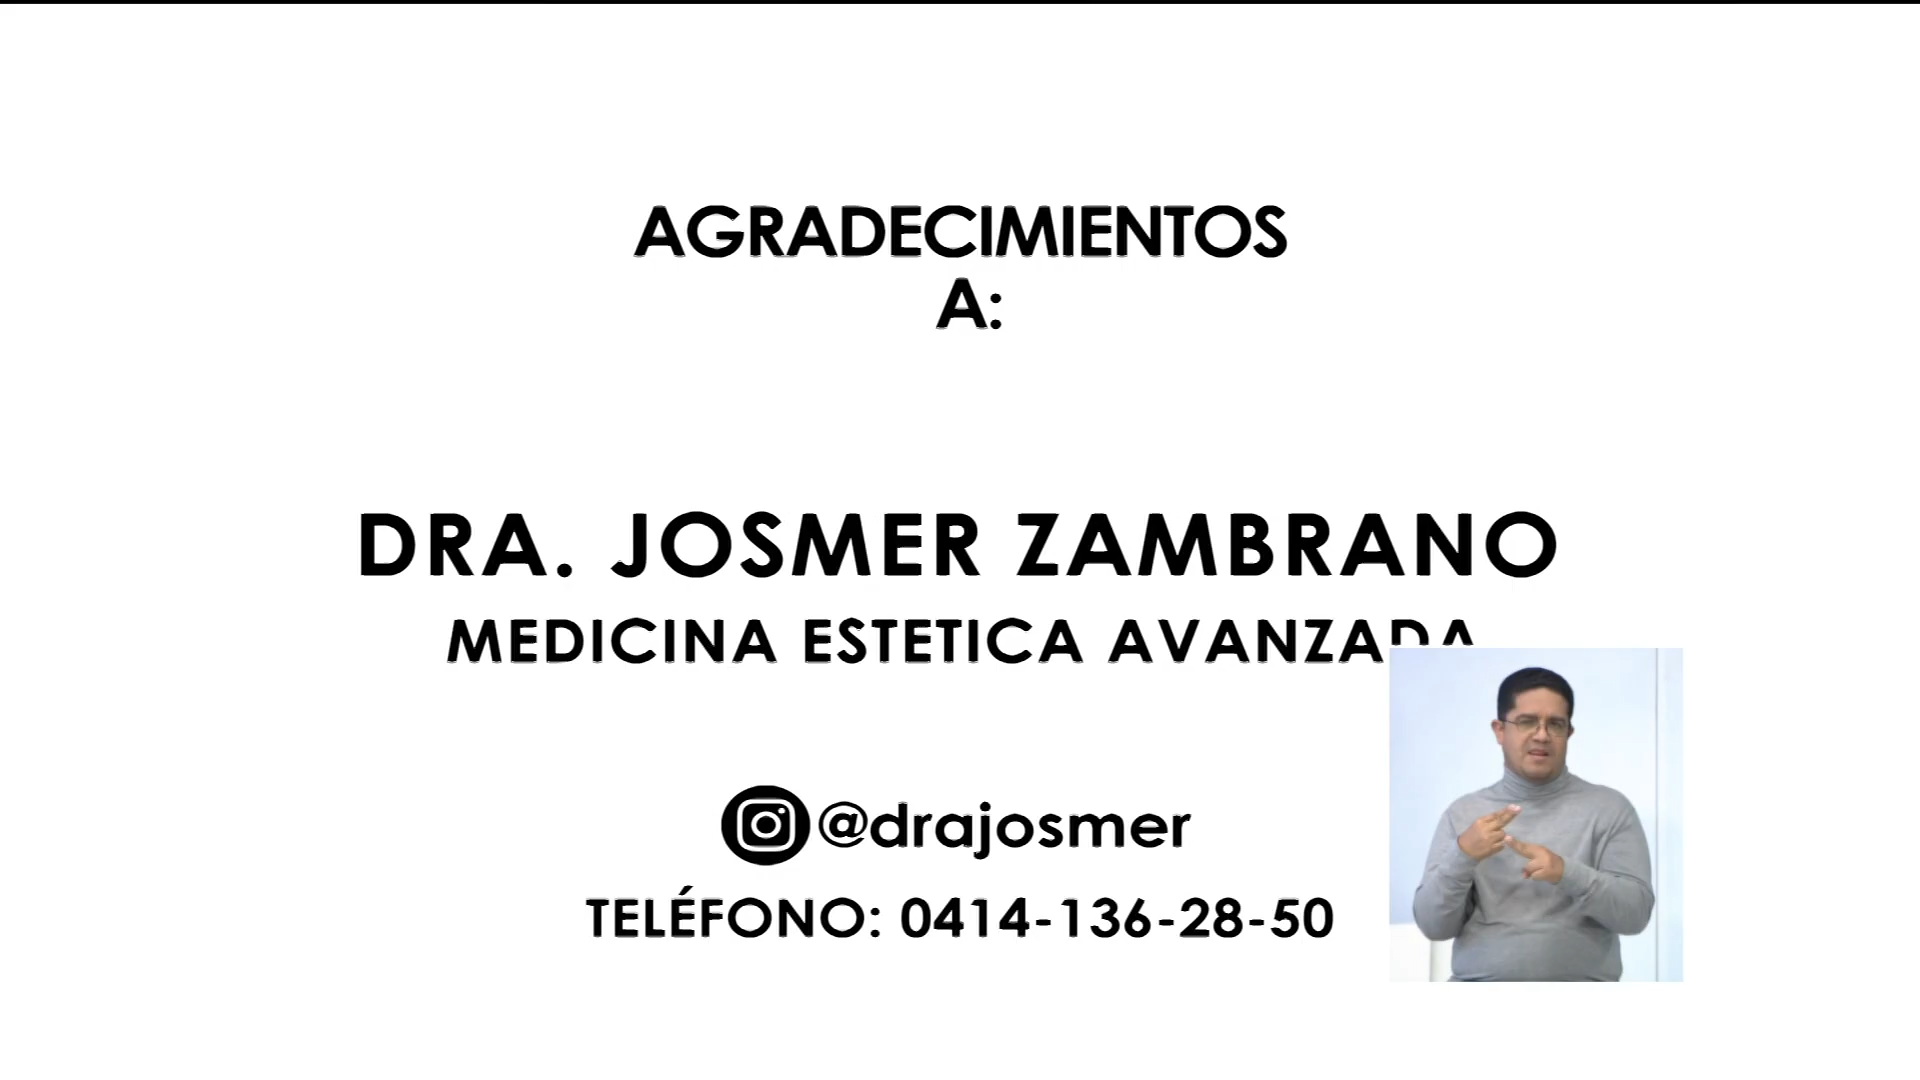 AGRADECIMIENTOS
A:
DRA. JOSMER ZAMBRANO
MEDICINA ESTETICA AVANZADA
@drajosmer
TELÉFONO: 0414-136-28-50